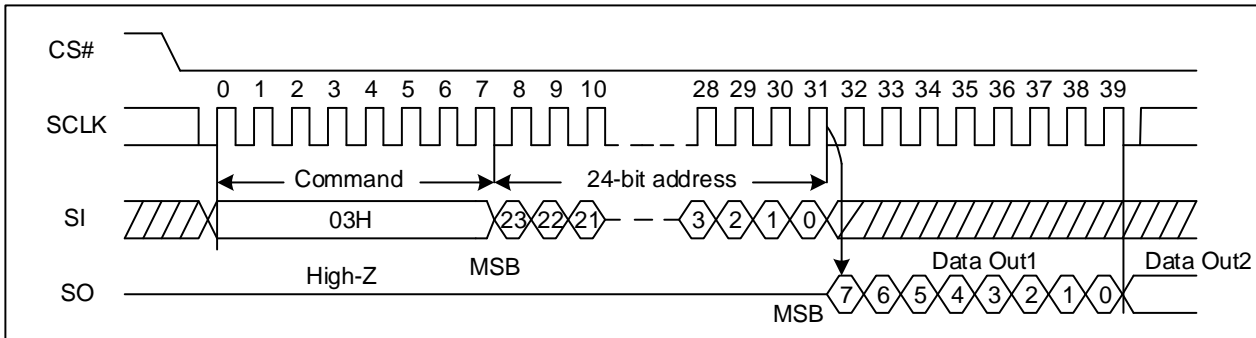 CS#
0 1 2 3 4 5 6 7 8 9 10 28 29 30 31 32 33 34 35 36 37 38 39
SCLK
Command 24-bit address
SI 03H 23 22 21 3 2 1 0
High-Z MSB Data Out1 Data Out2
SO 7 6 5 4 3 2 1 0
MSB